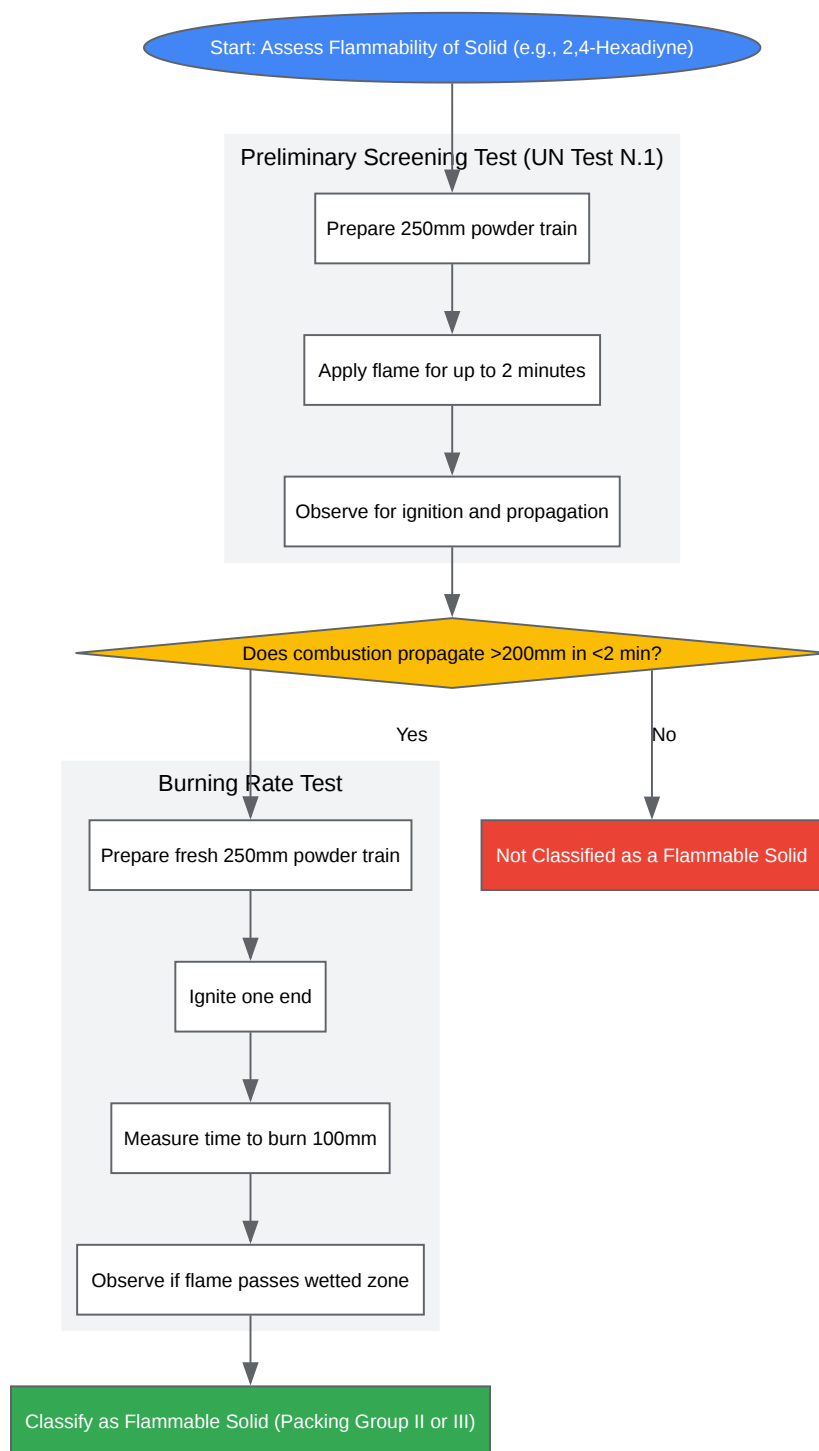 Start: Assess Flammability of Solid (e.g., 2,4-Hexadiyne)
Preliminary Screening Test (UN Test N.1)
Prepare 250mm powder train
Apply flame for up to 2 minutes
Observe for ignition and propagation
Does combustion propagate >200mm in <2 min?
Yes
No
Burning Rate Test
Prepare fresh 250mm powder train
Not Classified as a Flammable Solid
Ignite one end
Measure time to burn 100mm
Observe if flame passes wetted zone
Classify as Flammable Solid (Packing Group II or III)